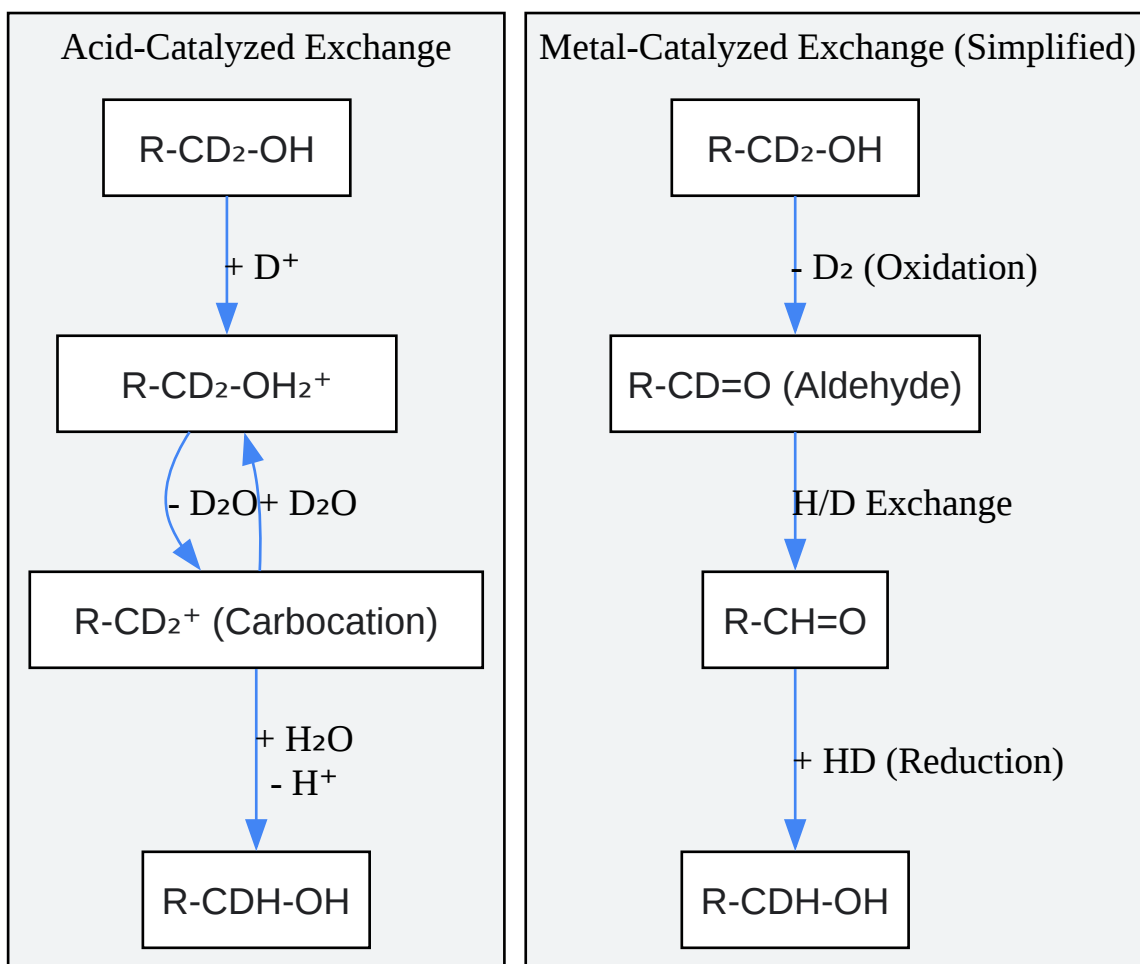 Acid-Catalyzed Exchange
R-CD₂-OH
+ D⁺
R-CD₂-OH₂⁺
- D₂O
+ D₂O
R-CD₂⁺ (Carbocation)
+ H₂O
- H⁺
R-CDH-OH
Metal-Catalyzed Exchange (Simplified)
R-CD₂-OH
- D₂ (Oxidation)
R-CD=O (Aldehyde)
H/D Exchange
R-CH=O
+ HD (Reduction)
R-CDH-OH